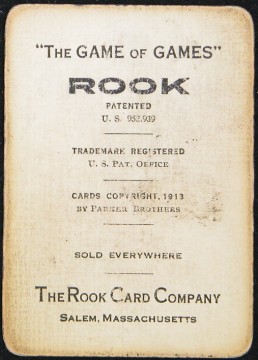 "THE GAME OF GAMES"
ROOK
PATENTED
U. S. 952,939
TRADEMARK REGISTERED
U. S. PAT. OFFICE
CARDS COPYRIGHT, 1913
BY PARKER BROTHERS
SOLD EVERYWHERE
THE ROOK CARD COMPANY
SALEM, MASSACHUSETTS